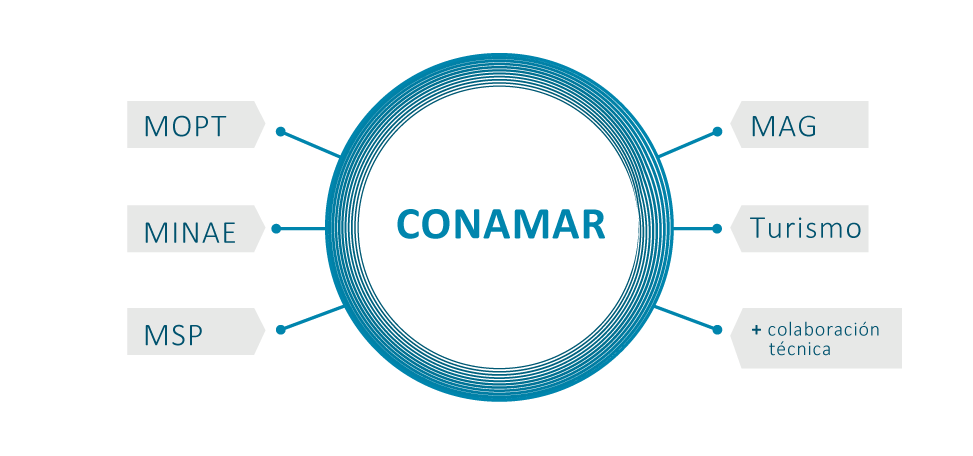 MOPT
MINAE
MSP
CONAMAR
MAG
Turismo
+ colaboración
técnica